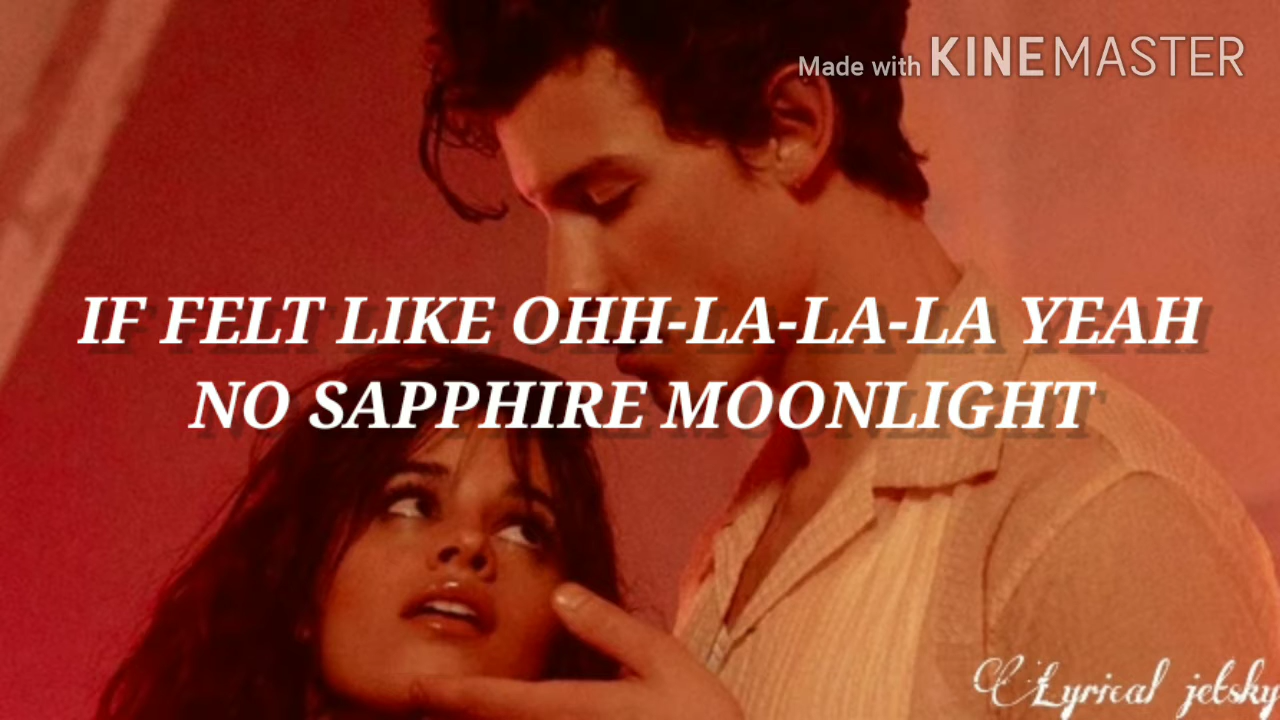 Made with KINEMASTER
IF FELT LIKE OHH-LA-LA-LA YEAH
NO SAPPHIRE MOONLIGHT
Lyrical jetsky